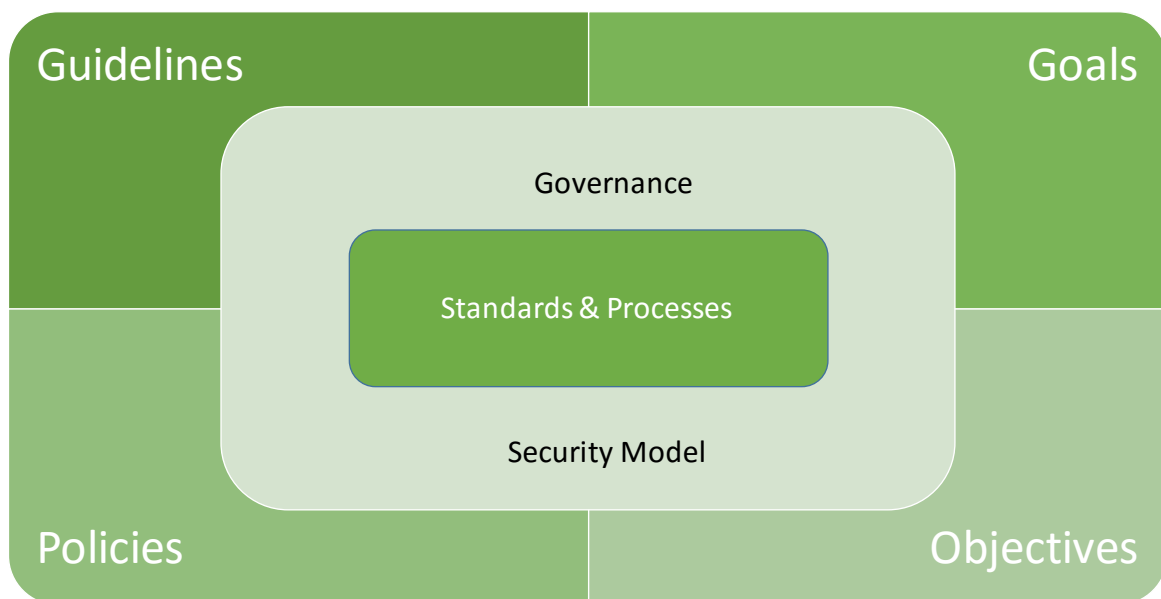 Guidelines
Goals
Governance
Standards & Processes
Security Model
Policies
Objectives